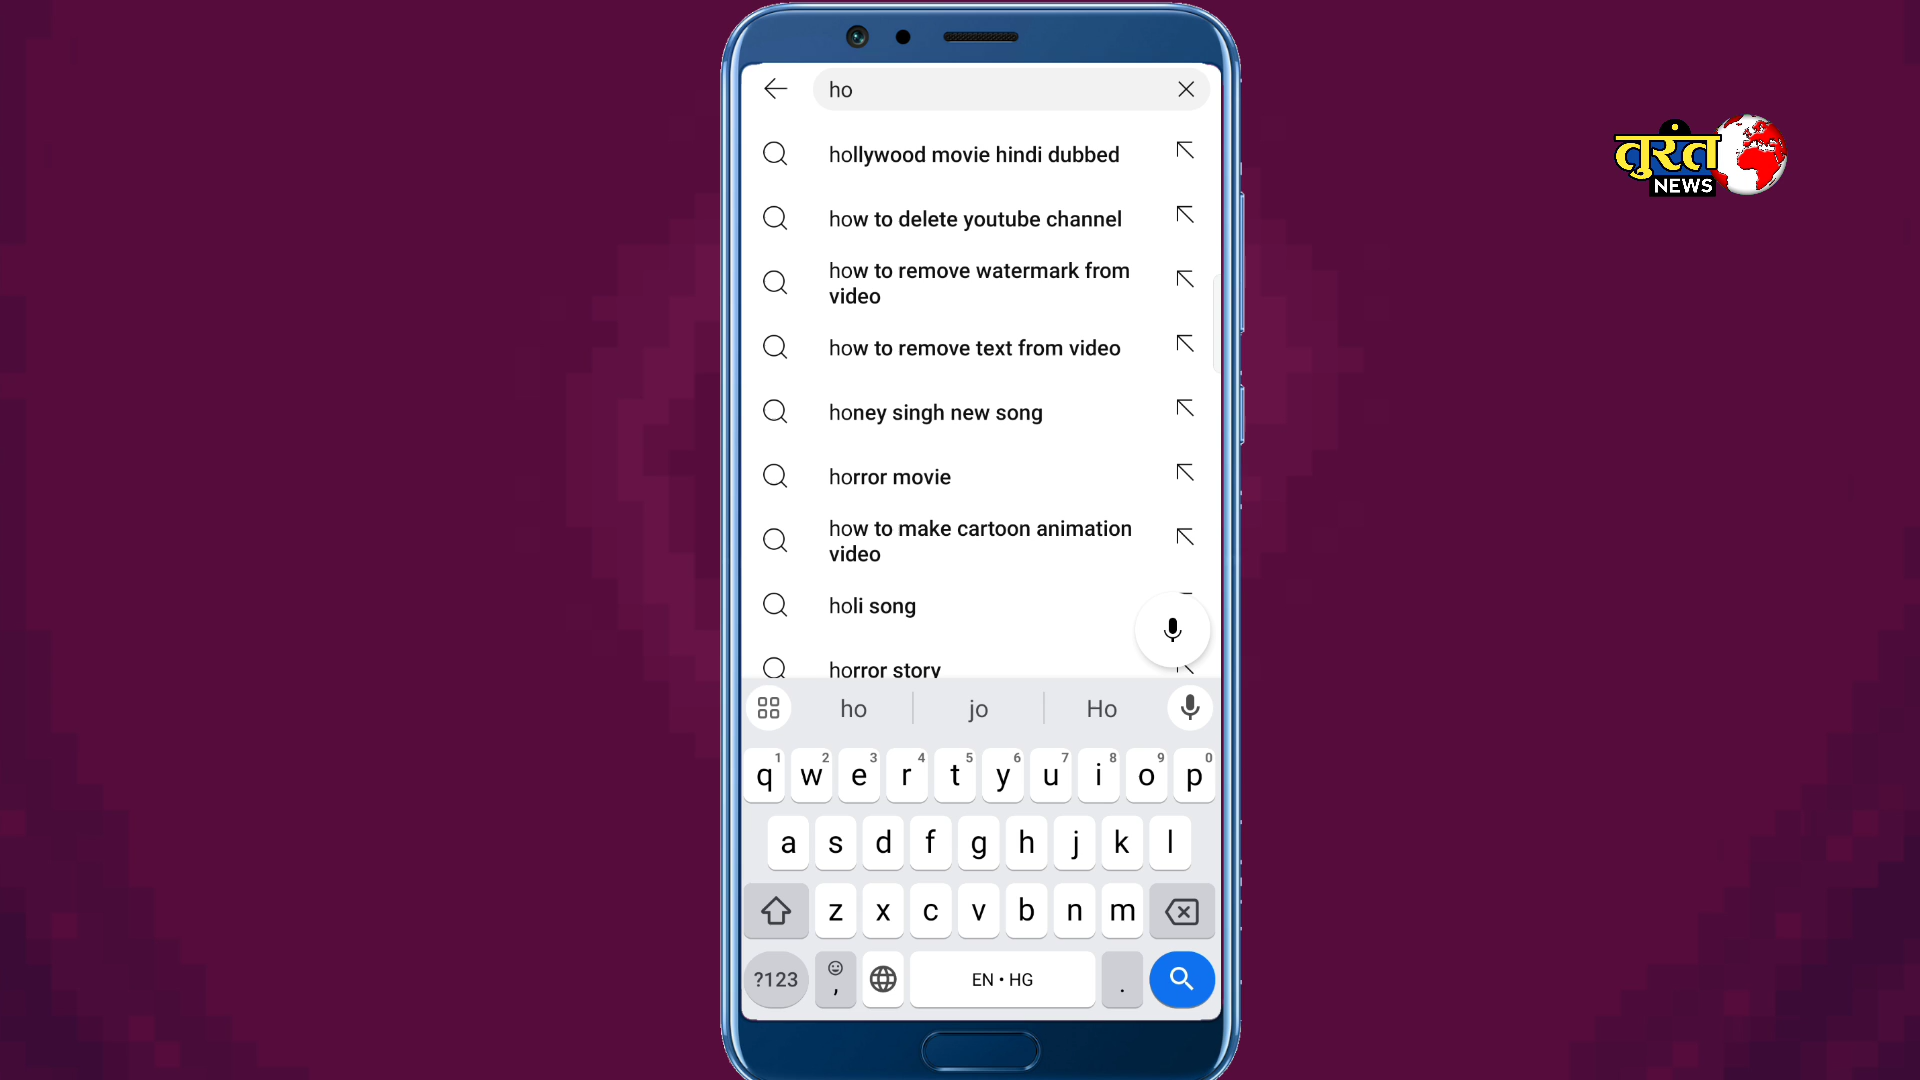 ho
तुरंत
NEWS
hollywood movie hindi dubbed
how to delete youtube channel
how to remove watermark from
video
how to remove text from video
honey singh new song
horror movie
how to make cartoon animation
video
holi song
horror story
ho jo Ho
1 2 3 4 5 6 7 8 9 0
q w e r t y u i o p
a s d f g h j k l
z x c v b n m
?123 , EN • HG .